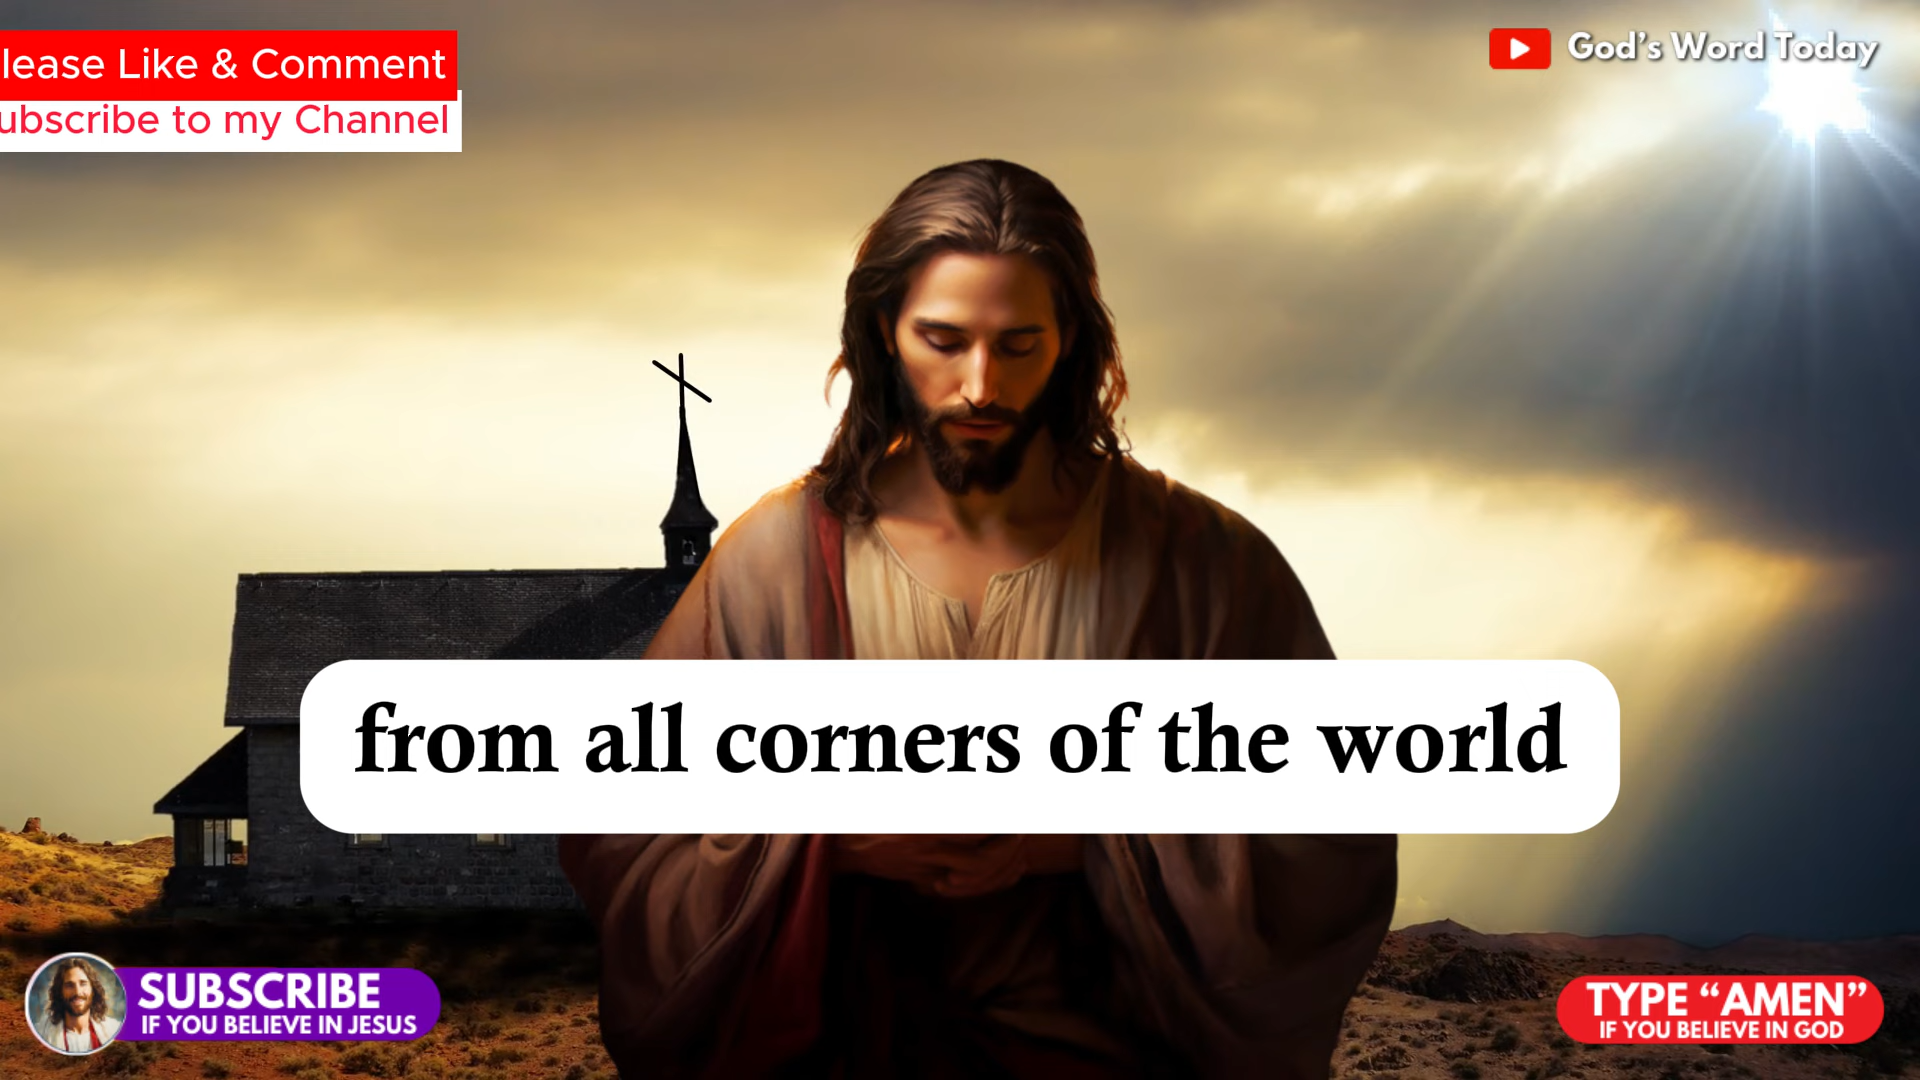 lease Like & Comment
ubscribe to my Channel
God's Word Today
from all corners of the world
SUBSCRIBE
IF YOU BELIEVE IN JESUS
TYPE “AMEN”
IF YOU BELIEVE IN GOD